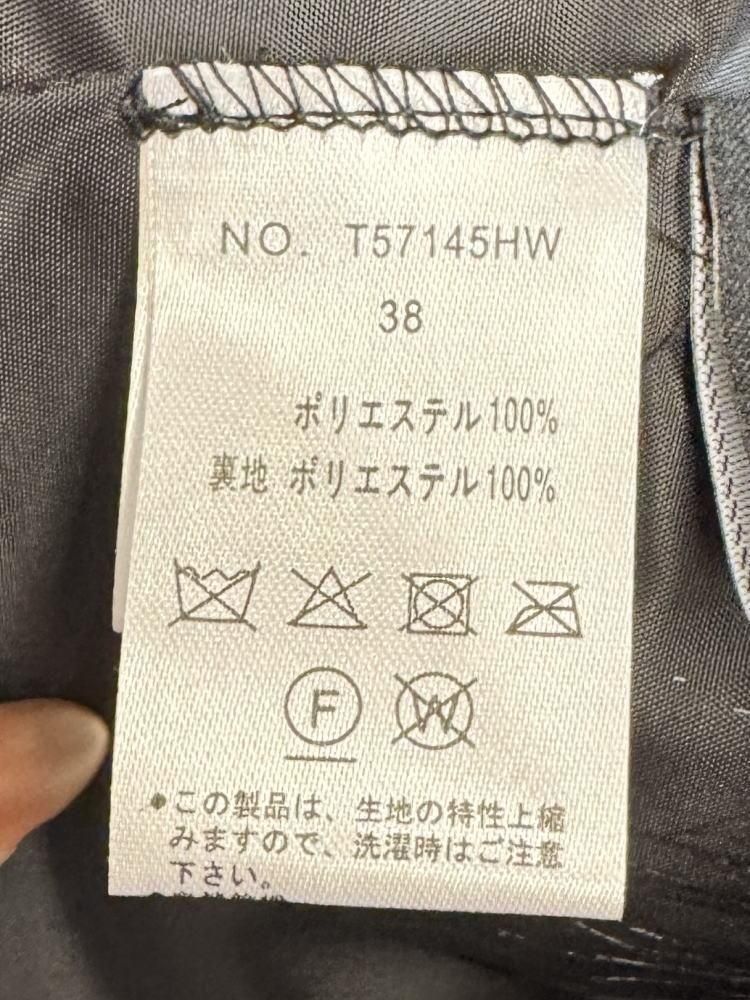 NO. T57145HW
38
ポリエステル100%
裏地 ポリエステル100%
F
W
●この製品は、生地の特性上縮
みますので、洗濯時はご注意
下さい。